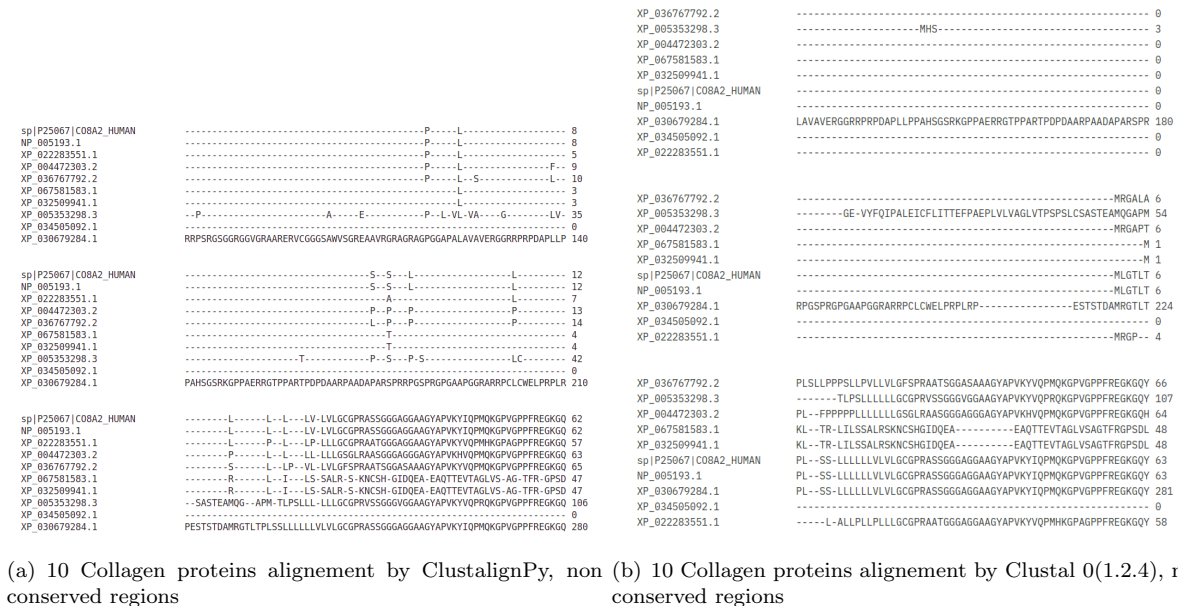 sp|P25067|CO8A2_HUMAN --------------------------------------------P-----L------------------- 8
NP_005193.1 --------------------------------------------P-----L------------------- 8
XP_022283551.1 --------------------------------------------P-----L------------------- 5
XP_004472303.2 --------------------------------------------P-----L----------------F-- 9
XP_036767792.2 --------------------------------------------P-----L--S-------------L-- 10
XP_067581583.1 --------------------------------------------------L------------------- 3
XP_032509941.1 --------------------------------------------------L------------------- 3
XP_005353298.3 --P-----------------------A-----E-----------P--L-VL-VA----G--------LV- 35
XP_034505092.1 ---------------------------------------------------------------------- 0
XP_030679284.1 RRPSRGSGGRGGVGRAARERVCGGGSAWVSGREAAVRGRAGRAGPGGAPALAVAVERGGRRPRPDAPLLP 140
sp|P25067|CO8A2_HUMAN ----------------------------------S--S---L------------------L--------- 12
NP_005193.1 ----------------------------------S--S---L------------------L--------- 12
XP_022283551.1 -------------------------------------A----------------------L--------- 7
XP_004472303.2 ----------------------------------P--P---P------------------P--------- 13
XP_036767792.2 ----------------------------------L--P---P------------------P--------- 14
XP_067581583.1 -------------------------------------T-------------------------------- 4
XP_032509941.1 -------------------------------------T-------------------------------- 4
XP_005353298.3 ---------------------T------------P--S---P-S----------------LC-------- 42
XP_034505092.1 ---------------------------------------------------------------------- 0
XP_030679284.1 PAHSGSRKGPPAERRGTPPARTPDPDAARPAADAPARSPRRPGSPRGPGAAPGGRARRPCLCWELPRPLR 210
sp|P25067|CO8A2_HUMAN --------L------L--L---LV-LVLGCGPRASSGGGAGGAAGYAPVKYIQPMQKGPVGPPFREGKGQ 62
NP_005193.1 --------L------L--L---LV-LVLGCGPRASSGGGAGGAAGYAPVKYIQPMQKGPVGPPFREGKGQ 62
XP_022283551.1 --------L------P--L---LP-LLLGCGPRAATGGGAGGAAGYAPVKYVQPMHKGPAGPPFREGKGQ 57
XP_004472303.2 --------P------L--L---LL-LLLGSGLRAASGGGAGGGAGYAPVKHVQPMQKGPVGPPFREGKGQ 63
XP_036767792.2 --------S------L--LP--VL-LVLGFSPRAATSGGASAAAGYAPVKYVQPMQKGPVGPPFREGKGQ 65
XP_067581583.1 --------R------L--I---LS-SALR-S-KNCSH-GIDQEA-EAQTTEVTAGLVS-AG-TFR-GPSD 47
XP_032509941.1 --------R------L--I---LS-SALR-S-KNCSH-GIDQEA-EAQTTEVTAGLVS-AG-TFR-GPSD 47
XP_005353298.3 --SASTEAMQG--APM-TLPSLLL-LLLGCGPRVSSGGGVGGAAGYAPVKYVQPRQKGPVGPPFREGKGQ 106
XP_034505092.1 ---------------------------------------------------------------------- 0
XP_030679284.1 PESTSTDAMRGTLTPLSSLLLLLLVLVLGCGPRASSGGGAGGAAGYAPVKYIQPMQKGPVGPPFREGKGQ 280
(a) 10 Collagen proteins alignement by ClustalignPy, non
conserved regions
XP_036767792.2 ------------------------------------------------------------ 0
XP_005353298.3 ---------------------MHS------------------------------------ 3
XP_004472303.2 ------------------------------------------------------------ 0
XP_067581583.1 ------------------------------------------------------------ 0
XP_032509941.1 ------------------------------------------------------------ 0
sp|P25067|CO8A2_HUMAN ------------------------------------------------------------ 0
NP_005193.1 ------------------------------------------------------------ 0
XP_030679284.1 LAVAVERGGRRPRPDAPLLPPAHSGSRKGPPAERRGTPPARTPDPDAARPAADAPARSPR 180
XP_034505092.1 ------------------------------------------------------------ 0
XP_022283551.1 ------------------------------------------------------------ 0
XP_036767792.2 ------------------------------------------------------MRGALA 6
XP_005353298.3 --------GE-VYFQIPALEICFLITTEFPAEPLVLVAGLVTPSPSLCSASTEAMQGAPM 54
XP_004472303.2 ------------------------------------------------------MRGAPT 6
XP_067581583.1 -----------------------------------------------------------M 1
XP_032509941.1 -----------------------------------------------------------M 1
sp|P25067|CO8A2_HUMAN ------------------------------------------------------MLGTLT 6
NP_005193.1 ------------------------------------------------------MLGTLT 6
XP_030679284.1 RPGSPRGPGAAPGGRARRPCLCWELPRPLRP----------------ESTSTDAMRGTLT 224
XP_034505092.1 ------------------------------------------------------------ 0
XP_022283551.1 ------------------------------------------------------MRGP-- 4
XP_036767792.2 PLSLLPPPSLLPVLLVLGFSPRAATSGGASAAAGYAPVKYVQPMQKGPVGPPFREGKGQY 66
XP_005353298.3 -------TLPSLLLLLLGCGPRVSSGGGVGGAAGYAPVKYVQPRQKGPVGPPFREGKGQY 107
XP_004472303.2 PL--FPPPPPLLLLLLLGSGLRAASGGGAGGGAGYAPVKHVQPMQKGPVGPPFREGKGQH 64
XP_067581583.1 KL--TR-LILSSALRSKNCSHGIDQEA----------EAQTTEVTAGLVSAGTFRGPSDL 48
XP_032509941.1 KL--TR-LILSSALRSKNCSHGIDQEA----------EAQTTEVTAGLVSAGTFRGPSDL 48
sp|P25067|CO8A2_HUMAN PL--SS-LLLLLLVLGCGPRASSGGGAGGAAGYAPVKYIQPMQKGPVGPPFREGKGQY 63
NP_005193.1 PL--SS-LLLLLLVLGCGPRASSGGGAGGAAGYAPVKYIQPMQKGPVGPPFREGKGQY 63
XP_030679284.1 PL--SS-LLLLLLVLVLGCGPRASSGGGAGGAAGYAPVKYIQPMQKGPVGPPFREGKGQY 281
XP_034505092.1 ------------------------------------------------------------ 0
XP_022283551.1 -----L-ALLPLLPLLLGCGPRAATGGGAGGAAGYAPVKYVQPMHKGPAGPPFREGKGQY 58
(b) 10 Collagen proteins alignement by Clustal 0(1.2.4),
conserved regions